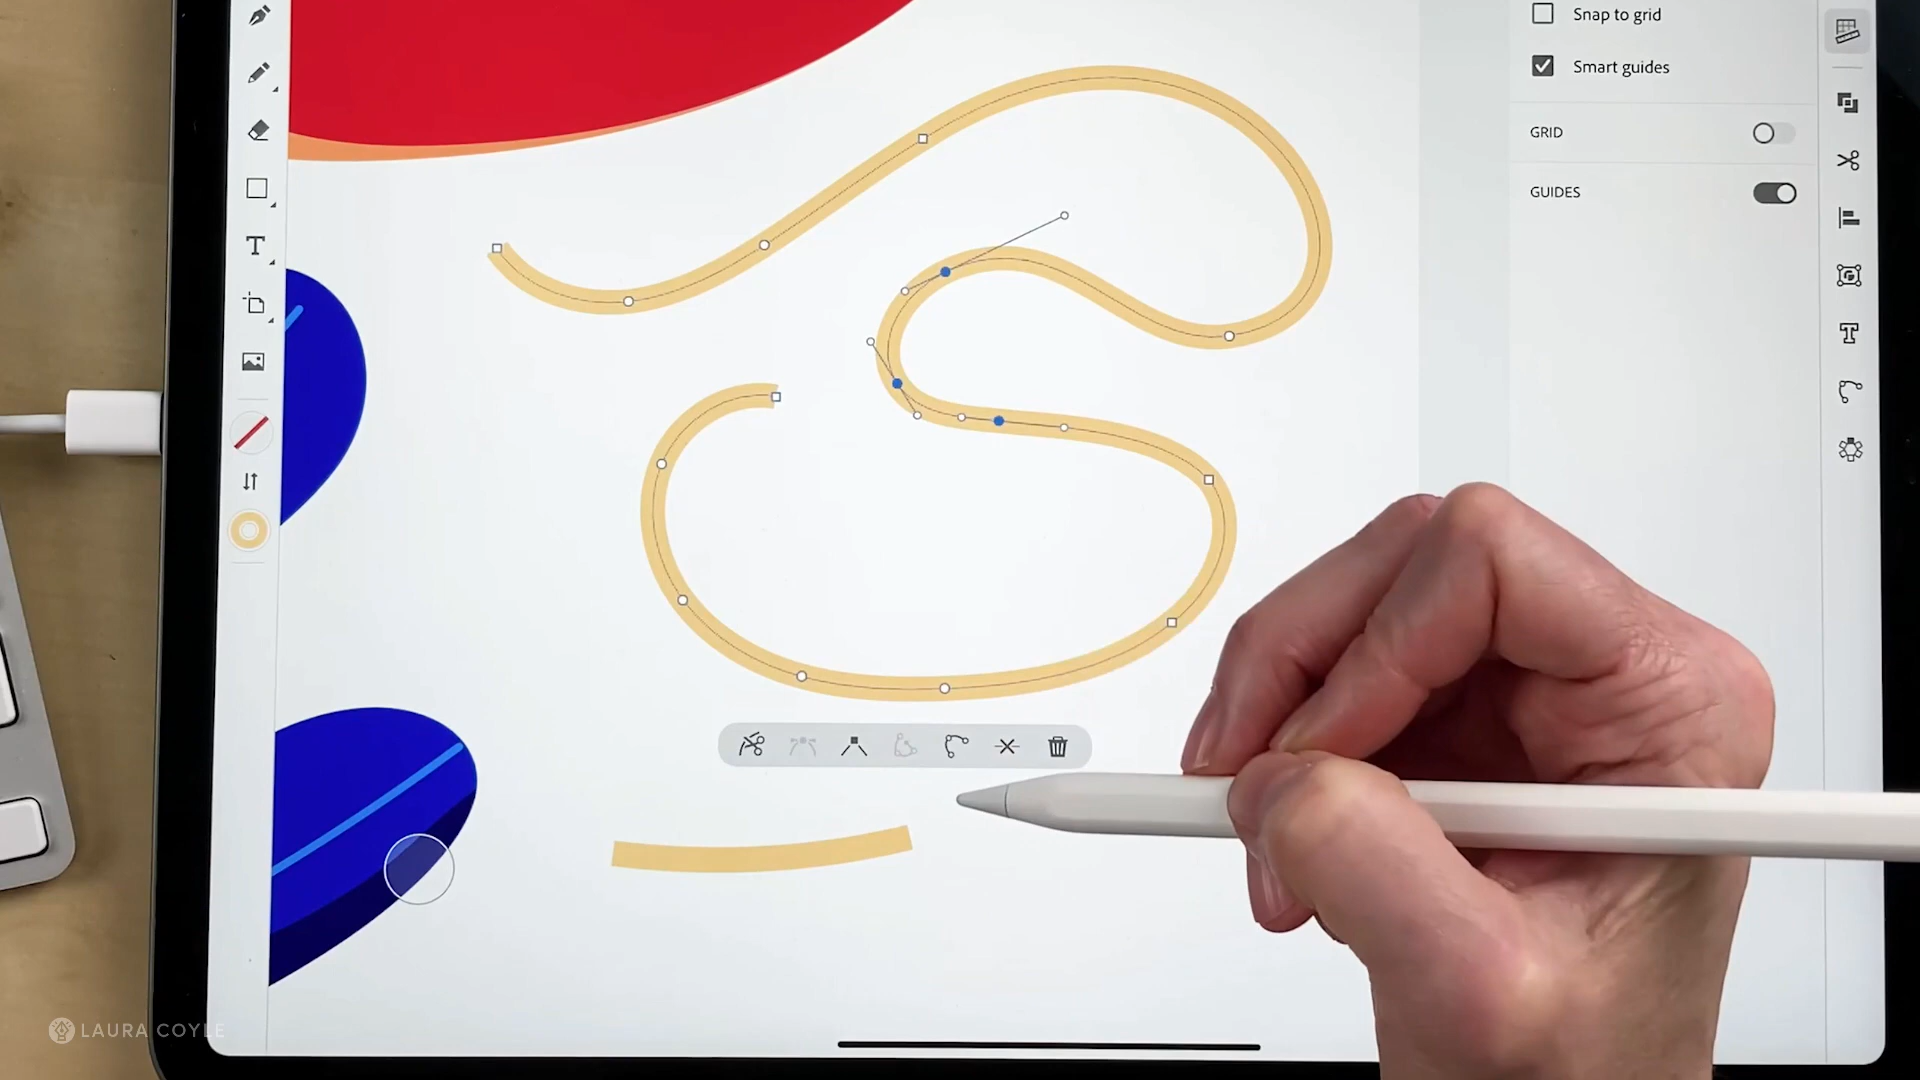 Snap to grid
Smart guides
GRID
GUIDES
T
LAURA COYLE